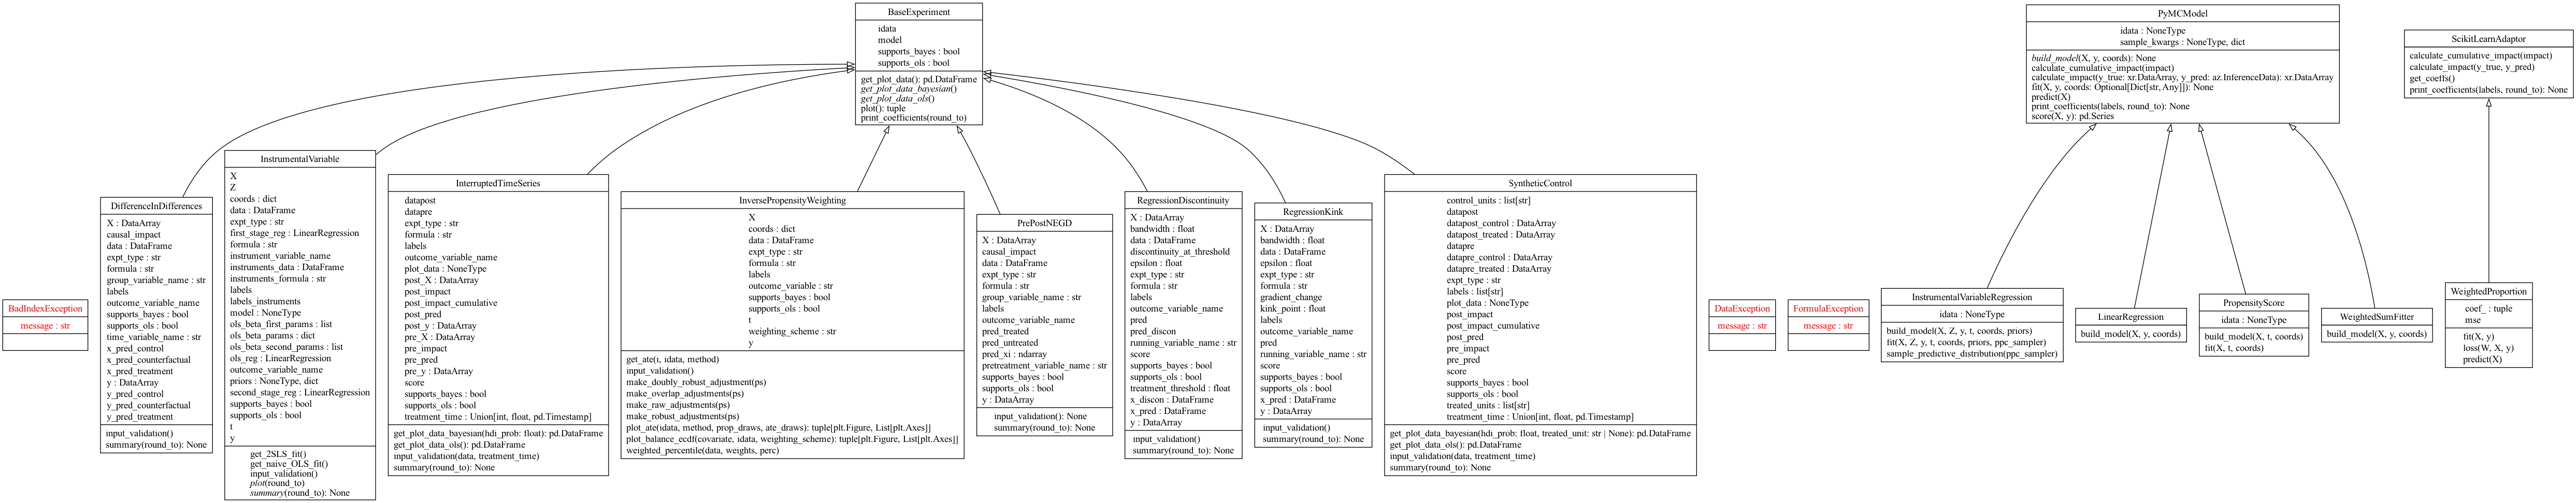 BaseExperiment
idata
model
supports_bayes : bool
supports_ols : bool
get_plot_data(): pd.DataFrame
get_plot_data_bayesian()
get_plot_data_ols()
plot(): tuple
print_coefficients(round_to)
PyMCModel
idata : NoneType
sample_kwargs : NoneType, dict
build_model(X, y, coords): None
calculate_cumulative_impact(impact)
calculate_impact(y_true: xr.DataArray, y_pred: az.InferenceData): xr.DataArray
fit(X, y, coords: Optional[Dict[str, Any]]): None
predict(X)
print_coefficients(labels, round_to): None
score(X, y): pd.Series
ScikitLearnAdaptor
calculate_cumulative_impact(impact)
calculate_impact(y_true, y_pred)
get_coeffs()
print_coefficients(labels, round_to): None
BadIndexException
message : str
DifferenceInDifferences
X : DataArray
causal_impact
data : DataFrame
expt_type : str
formula : str
group_variable_name : str
labels
outcome_variable_name
supports_bayes : bool
supports_ols : bool
time_variable_name : str
x_pred_control
x_pred_counterfactual
x_pred_treatment
y : DataArray
y_pred_control
y_pred_counterfactual
y_pred_treatment
input_validation()
summary(round_to): None
InstrumentalVariable
X
Z
coords : dict
data : DataFrame
expt_type : str
first_stage_reg : LinearRegression
formula : str
instrument_variable_name
instruments_data : DataFrame
instruments_formula : str
labels
labels_instruments
model : NoneType
ols_beta_first_params : list
ols_beta_params : dict
ols_beta_second_params : list
ols_reg : LinearRegression
outcome_variable_name
priors : NoneType, dict
second_stage_reg : LinearRegression
supports_bayes : bool
supports_ols : bool
t
y
get_2SLS_fit()
get_naive_OLS_fit()
input_validation()
plot(round_to)
summary(round_to): None
InterruptedTimeSeries
datapost
datapre
expt_type : str
formula : str
labels
outcome_variable_name
plot_data : NoneType
post_X : DataArray
post_impact
post_impact_cumulative
post_pred
post_y : DataArray
pre_X : DataArray
pre_impact
pre_pred
pre_y : DataArray
score
supports_bayes : bool
supports_ols : bool
treatment_time : Union[int, float, pd.Timestamp]
get_plot_data_bayesian(hdi_prob: float): pd.DataFrame
get_plot_data_ols(): pd.DataFrame
input_validation(data, treatment_time)
summary(round_to): None
InversePropensityWeighting
X
coords : dict
data : DataFrame
expt_type : str
formula : str
labels
outcome_variable : str
supports_bayes : bool
supports_ols : bool
t
weighting_scheme : str
y
get_ate(i, idata, method)
input_validation()
make_doubly_robust_adjustment(ps)
make_overlap_adjustments(ps)
make_raw_adjustments(ps)
make_robust_adjustments(ps)
plot_ate(idata, method, prop_draws, ate_draws): tuple[plt.Figure, List[plt.Axes]]
plot_balance_ecdf(covariate, idata, weighting_scheme): tuple[plt.Figure, List[plt.Axes]]
weighted_percentile(data, weights, perc)
PrePostNEGD
X : DataArray
causal_impact
data : DataFrame
expt_type : str
formula : str
group_variable_name : str
labels
outcome_variable_name
pred_treated
pred_untreated
pred_xi : ndarray
pretreatment_variable_name : str
supports_bayes : bool
supports_ols : bool
y : DataArray
input_validation(): None
summary(round_to): None
RegressionDiscontinuity
X : DataArray
bandwidth : float
data : DataFrame
discontinuity_at_threshold
epsilon : float
expt_type : str
formula : str
labels
outcome_variable_name
pred
pred_discon
running_variable_name : str
score
supports_bayes : bool
supports_ols : bool
treatment_threshold : float
x_discon : DataFrame
x_pred : DataFrame
y : DataArray
input_validation()
summary(round_to): None
RegressionKink
X : DataArray
bandwidth : float
data : DataFrame
epsilon : float
expt_type : str
formula : str
gradient_change
kink_point : float
labels
outcome_variable_name
pred
running_variable_name : str
score
supports_bayes : bool
supports_ols : bool
x_pred : DataFrame
y : DataArray
input_validation()
summary(round_to): None
SyntheticControl
control_units : list[str]
datapost
datapost_control : DataArray
datapost_treated : DataArray
datapre
datapre_control : DataArray
datapre_treated : DataArray
expt_type : str
labels : list[str]
plot_data : NoneType
post_impact
post_impact_cumulative
post_pred
pre_impact
pre_pred
score
supports_bayes : bool
supports_ols : bool
treated_units : list[str]
treatment_time : Union[int, float, pd.Timestamp]
get_plot_data_bayesian(hdi_prob: float, treated_unit: str | None): pd.DataFrame
get_plot_data_ols(): pd.DataFrame
input_validation(data, treatment_time)
summary(round_to): None
DataException
message : str
FormulaException
message : str
InstrumentalVariableRegression
idata : NoneType
build_model(X, Z, y, t, coords, priors)
fit(X, Z, y, t, coords, priors, ppc_sampler)
sample_predictive_distribution(ppc_sampler)
LinearRegression
build_model(X, y, coords)
PropensityScore
idata : NoneType
build_model(X, t, coords)
fit(X, t, coords)
WeightedSumFitter
build_model(X, y, coords)
WeightedProportion
coef_ : tuple
mse
fit(X, y)
loss(W, X, y)
predict(X)